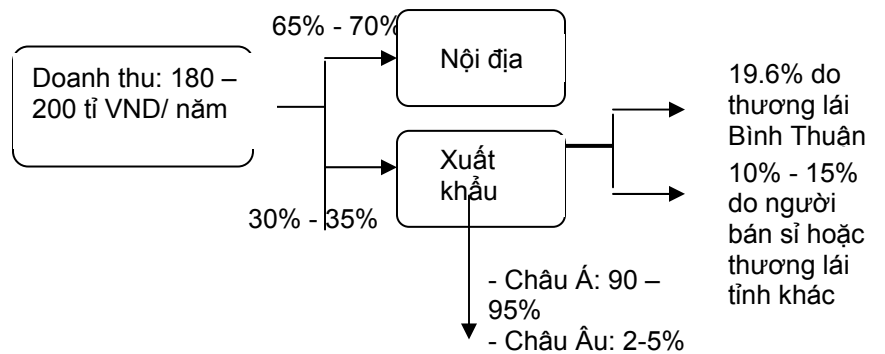 65% - 70%
Nội địa
Doanh thu: 180 –
200 tỉ VND/ năm
Xuất
khẩu
30% - 35%
19.6% do
thương lái
Bình Thuận
10% - 15%
do người
bán sỉ hoặc
thương lái
tỉnh khác
- Châu Á: 90 –
95%
- Châu Âu: 2-5%